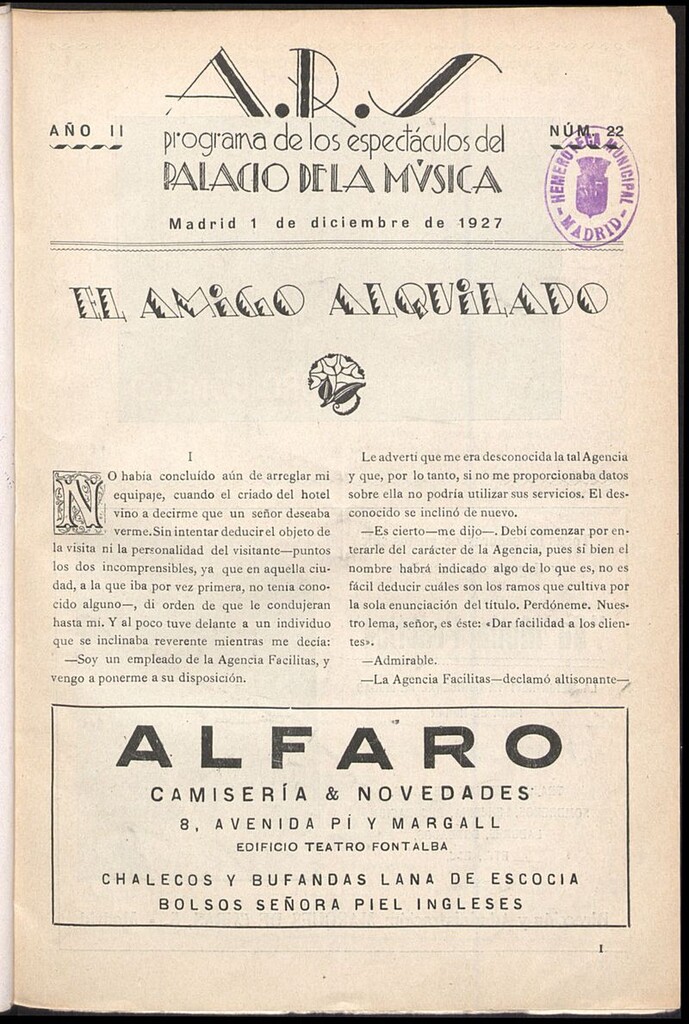 A.R.S
AÑO II
NÚM. 22
programa de los espectáculos del
PALACIO DE LA MÚSICA
Madrid 1 de diciembre de 1927
HEMEROTECA MUNICIPAL
MADRID
EL AMIGO ALQUILADO
I
NO había concluído aún de arreglar mi
equipaje, cuando el criado del hotel
vino a decirme que un señor deseaba
verme. Sin intentar deducir el objeto de
la visita ni la personalidad del visitante—puntos
los dos incomprensibles, ya que en aquella ciu-
dad, a la que iba por vez primera, no tenía cono-
cido alguno—, di orden de que le condujeran
hasta mí. Y al poco tuve delante a un individuo
que se inclinaba reverente mientras me decía:
—Soy un empleado de la Agencia Facilitas, y
vengo a ponerme a su disposición.
Le advertí que me era desconocida la tal Agencia
y que, por lo tanto, si no me proporcionaba datos
sobre ella no podría utilizar sus servicios. El des-
conocido se inclinó de nuevo.
—Es cierto—me dijo—. Debí comenzar por en-
terarle del carácter de la Agencia, pues si bien el
nombre habrá indicado algo de lo que es, no es
fácil deducir cuáles son los ramos que cultiva por
la sola enunciación del título. Perdóneme. Nues-
tro lema, señor, es éste: «Dar facilidad a los clien-
tes».
—Admirable.
—La Agencia Facilitas—declamó altisonante—
ALFARO
CAMISERÍA & NOVEDADES
8, AVENIDA PÍ Y MARGALL
EDIFICIO TEATRO FONTALBA
CHALECOS Y BUFANDAS LANA DE ESCOCIA
BOLSOS SEÑORA PIEL INGLESES
I